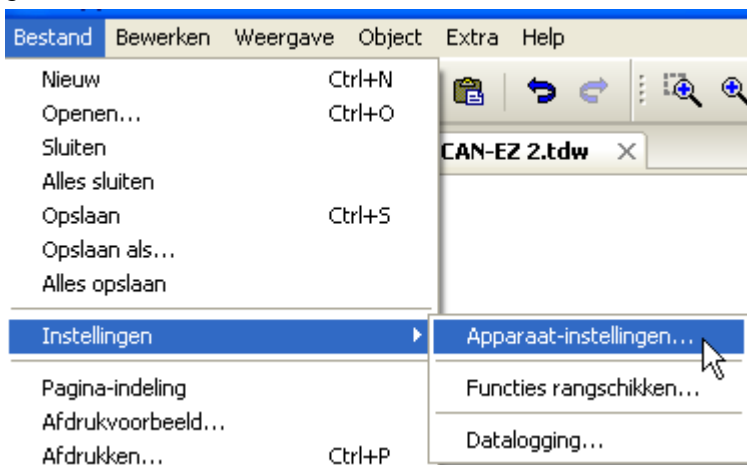 Bestand Bewerken Weergave Object Extra Help
Nieuw Ctrl+N
Openen... Ctrl+O
Sluiten
CAN-EZ 2.tdw
Alles sluiten
Opslaan Ctrl+S
Opslaan als...
Alles opslaan
Instellingen
Apparaat-instellingen...
Pagina-indeling
Functies rangschikken...
Afdrukvoorbeeld...
Datalogging...
Afdrukken... Ctrl+P